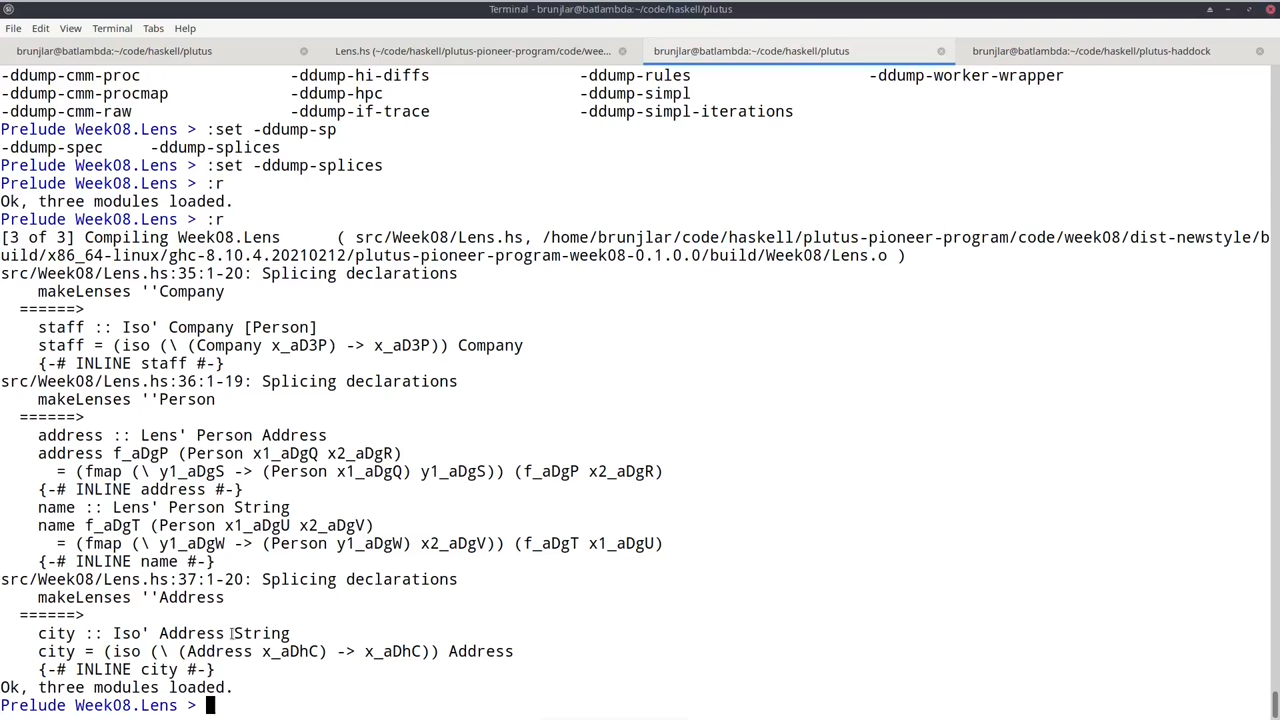 Terminal - brunjlar@batlambda:~/code/haskell/plutus
File Edit View Terminal Tabs Help
brunjlar@batlambda:~/code/haskell/plutus Lens.hs (~/code/haskell/plutus-pioneer-program/code/wee... brunjlar@batlambda:~/code/haskell/plutus brunjlar@batlambda:~/code/haskell/plutus-haddock
-ddump-cmm-proc -ddump-hi-diffs -ddump-rules -ddump-worker-wrapper
-ddump-cmm-procmap -ddump-hpc -ddump-simpl
-ddump-cmm-raw -ddump-if-trace -ddump-simpl-iterations
Prelude Week08.Lens > :set -ddump-sp
-ddump-spec -ddump-splices
Prelude Week08.Lens > :set -ddump-splices
Prelude Week08.Lens > :r
Ok, three modules loaded.
Prelude Week08.Lens > :r
[3 of 3] Compiling Week08.Lens ( src/Week08/Lens.hs, /home/brunjlar/code/haskell/plutus-pioneer-program/code/week08/dist-newstyle/b
uild/x86_64-linux/ghc-8.10.4.20210212/plutus-pioneer-program-week08-0.1.0.0/build/Week08/Lens.o )
src/Week08/Lens.hs:35:1-20: Splicing declarations
makeLenses ''Company
======>
staff :: Iso' Company [Person]
staff = (iso (\ (Company x_aD3P) -> x_aD3P)) Company
{-# INLINE staff #-}
src/Week08/Lens.hs:36:1-19: Splicing declarations
makeLenses ''Person
======>
address :: Lens' Person Address
address f_aDgP (Person x1_aDgQ x2_aDgR)
= (fmap (\ y1_aDgS -> (Person x1_aDgQ) y1_aDgS)) (f_aDgP x2_aDgR)
{-# INLINE address #-}
name :: Lens' Person String
name f_aDgT (Person x1_aDgU x2_aDgV)
= (fmap (\ y1_aDgW -> (Person y1_aDgW) x2_aDgV)) (f_aDgT x1_aDgU)
{-# INLINE name #-}
src/Week08/Lens.hs:37:1-20: Splicing declarations
makeLenses ''Address
======>
city :: Iso' Address String
city = (iso (\ (Address x_aDhC) -> x_aDhC)) Address
{-# INLINE city #-}
Ok, three modules loaded.
Prelude Week08.Lens >